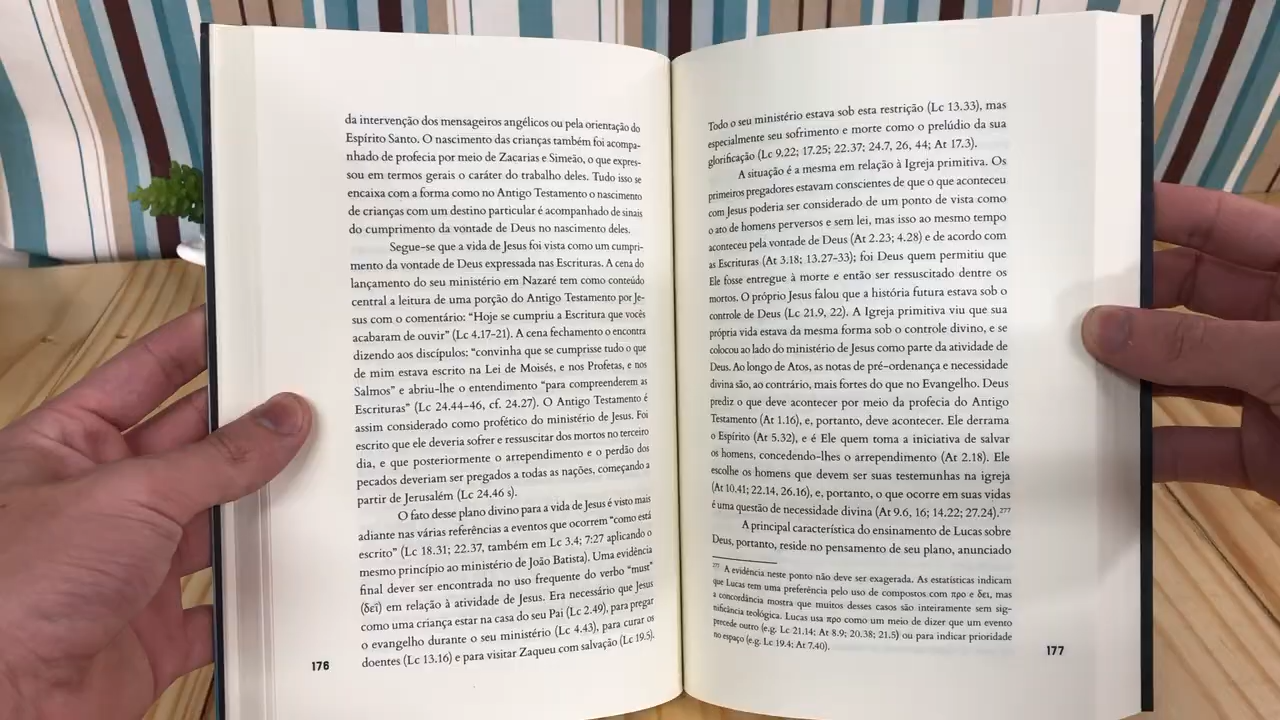 da intervenção dos mensageiros angélicos ou pela orientação do
Espírito Santo. O nascimento das crianças também foi acompa-
nhado de profecia por meio de Zacarias e Simeão, o que expres-
sou em termos gerais o caráter do trabalho deles. Tudo isso se
encaixa com a forma como no Antigo Testamento o nascimento
de crianças com um destino particular é acompanhado de sinais
do cumprimento da vontade de Deus no nascimento deles.
Segue-se que a vida de Jesus foi vista como um cumpri-
mento da vontade de Deus expressada nas Escrituras. A cena do
lançamento do seu ministério em Nazaré tem como conteúdo
central a leitura de uma porção do Antigo Testamento por Je-
sus com o comentário: “Hoje se cumpriu a Escritura que vocês
acabaram de ouvir” (Lc 4.17-21). A cena fechamento o encontra
dizendo aos discípulos: “convinha que se cumprisse tudo o que
de mim estava escrito na Lei de Moisés, e nos Profetas, e nos
Salmos” e abriu-lhe o entendimento “para compreenderem as
Escrituras” (Lc 24.44-46, cf. 24.27). O Antigo Testamento é
assim considerado como profético do ministério de Jesus. Foi
escrito que ele deveria sofrer e ressuscitar dos mortos no terceiro
dia, e que posteriormente o arrependimento e o perdão dos
pecados deveriam ser pregados a todas as nações, começando a
partir de Jerusalém (Lc 24.46 s).
O fato desse plano divino para a vida de Jesus é visto mais
adiante nas várias referências a eventos que ocorrem “como está
escrito” (Lc 18.31; 22.37, também em Lc 3.4; 7:27 aplicando o
mesmo princípio ao ministério de João Batista), Uma evidência
final dever ser encontrada no uso frequente do verbo “must”
(δεῖ) em relação à atividade de Jesus. Era necessário que Jesus
como uma criança estar na casa do seu Pai (Lc 2.49), para pregar
o evangelho durante o seu ministério (Lc 4.43), para curar os
doentes (Lc 13.16) e para visitar Zaqueu com salvação (Lc 19.5).
176
Todo o seu ministério estava sob esta restrição (Lc 13.33), mas
especialmente seu sofrimento e morte como o prelúdio da sua
glorificação (Lc 9.22; 17.25; 22.37; 24.7, 26, 44; At 17.3).
A situação é a mesma em relação à Igreja primitiva. Os
primeiros pregadores estavam conscientes de que o que aconteceu
com Jesus poderia ser considerado de um ponto de vista como
o ato de homens perversos e sem lei, mas isso ao mesmo tempo
aconteceu pela vontade de Deus (At 2.23; 4.28) e de acordo com
as Escrituras (At 3.18; 13.27-33); foi Deus quem permitiu que
Ele fosse entregue à morte e então ser ressuscitado dentre os
mortos. O próprio Jesus falou que a história futura estava sob o
controle de Deus (Lc 21.9, 22). A Igreja primitiva viu que sua
própria vida estava da mesma forma sob o controle divino, e se
colocou ao lado do ministério de Jesus como parte da atividade de
Deus. Ao longo de Atos, as notas de pré-ordenança e necessidade
divina são, ao contrário, mais fortes do que no Evangelho. Deus
prediz o que deve acontecer por meio da profecia do Antigo
Testamento (At 1.16), e, portanto, deve acontecer. Ele derrama
o Espírito (At 5.32), e é Ele quem toma a iniciativa de salvar
os homens, concedendo-lhes o arrependimento (At 2.18). Ele
escolhe os homens que devem ser suas testemunhas na igreja
(At 10.41; 22.14, 26.16), e, portanto, o que ocorre em suas vidas
é uma questão de necessidade divina (At 9.6, 16; 14.22; 27.24).²⁷⁷
A principal característica do ensinamento de Lucas sobre
Deus, portanto, reside no pensamento de seu plano, anunciado
²⁷⁷ A evidência neste ponto não deve ser exagerada. As estatísticas indicam
que Lucas tem uma preferência pelo uso de compostos com προ e δει, mas
a concordância mostra que muitos desses casos são inteiramente sem sig-
nificância teológica. Lucas usa προ como um meio de dizer que um evento
precede outro (e.g. Lc 21.14; At 8.9; 20.38; 21.5) ou para indicar prioridade
no espaço (e.g. Lc 19.4; At 7.40).
177